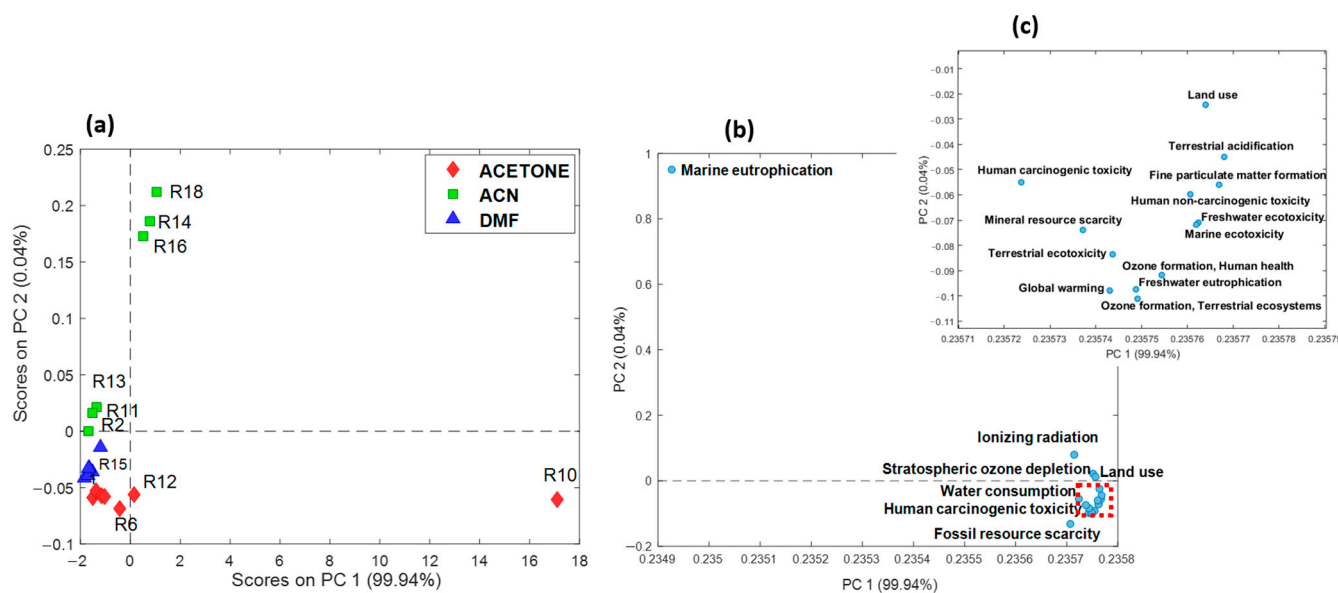 (a)
0.25
0.2
0.15
0.1
0.05
0
−0.05
−0.1
Scores on PC 2 (0.04%)
ACETONE
ACN
DMF
R18
R14
R16
R13
R11
R2
R15
R12
R6
R10
−2
0
2
4
6
8
10
12
14
16
18
Scores on PC 1 (99.94%)
(b)
1
0.8
0.6
0.4
0.2
0
−0.2
PC 2 (0.04%)
Marine eutrophication
Ionizing radiation
Stratospheric ozone depletion
Land use
Water consumption
Human carcinogenic toxicity
Fossil resource scarcity
0.2349
0.235
0.2351
0.2352
0.2353
0.2354
0.2355
0.2356
0.2357
0.2358
PC 1 (99.94%)
(c)
−0.01
−0.02
−0.03
−0.04
−0.05
−0.06
−0.07
−0.08
−0.09
−0.1
−0.11
PC 2 (0.04%)
Land use
Terrestrial acidification
Human carcinogenic toxicity
Fine particulate matter formation
Human non-carcinogenic toxicity
Mineral resource scarcity
Freshwater ecotoxicity
Marine ecotoxicity
Terrestrial ecotoxicity
Ozone formation, Human health
Global warming
Freshwater eutrophication
Ozone formation, Terrestrial ecosystems
0.23571
0.23572
0.23573
0.23574
0.23575
0.23576
0.23577
0.23578
0.23579
PC 1 (99.94%)